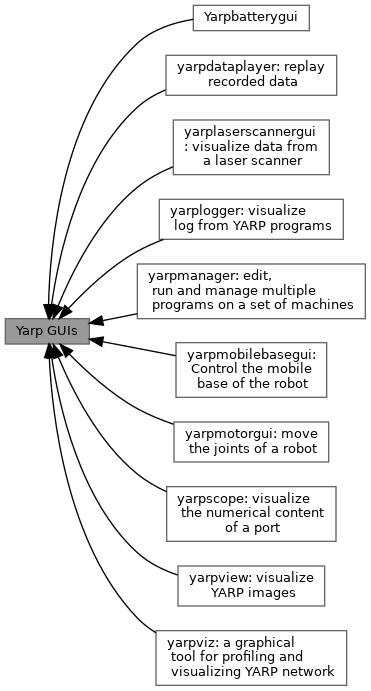 Yarpbatterygui
yarpdataplayer: replay
recorded data
yarplaserscannergui
: visualize data from
a laser scanner
yarplogger: visualize
log from YARP programs
yarpmanager: edit,
run and manage multiple
programs on a set of machines
Yarp GUIs
yarpmobilebasegui:
Control the mobile
base of the robot
yarpmotorgui: move
the joints of a robot
yarpscope: visualize
the numerical content
of a port
yarpview: visualize
YARP images
yarpviz: a graphical
tool for profiling and
visualizing YARP network